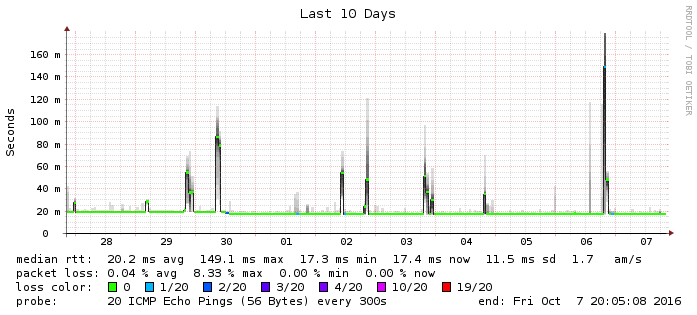 Last 10 Days
RRDTOOL / TOBI OETIKER
Seconds
160 m
140 m
120 m
100 m
80 m
60 m
40 m
20 m
0
28 29 30 01 02 03 04 05 06 07
median rtt: 20.2 ms avg 149.1 ms max 17.3 ms min 17.4 ms now 11.5 ms sd 1.7 am/s
packet loss: 0.04 % avg 8.33 % max 0.00 % min 0.00 % now
loss color: 0 1/20 2/20 3/20 4/20 10/20 19/20
probe: 20 ICMP Echo Pings (56 Bytes) every 300s end: Fri Oct 7 20:05:08 2016